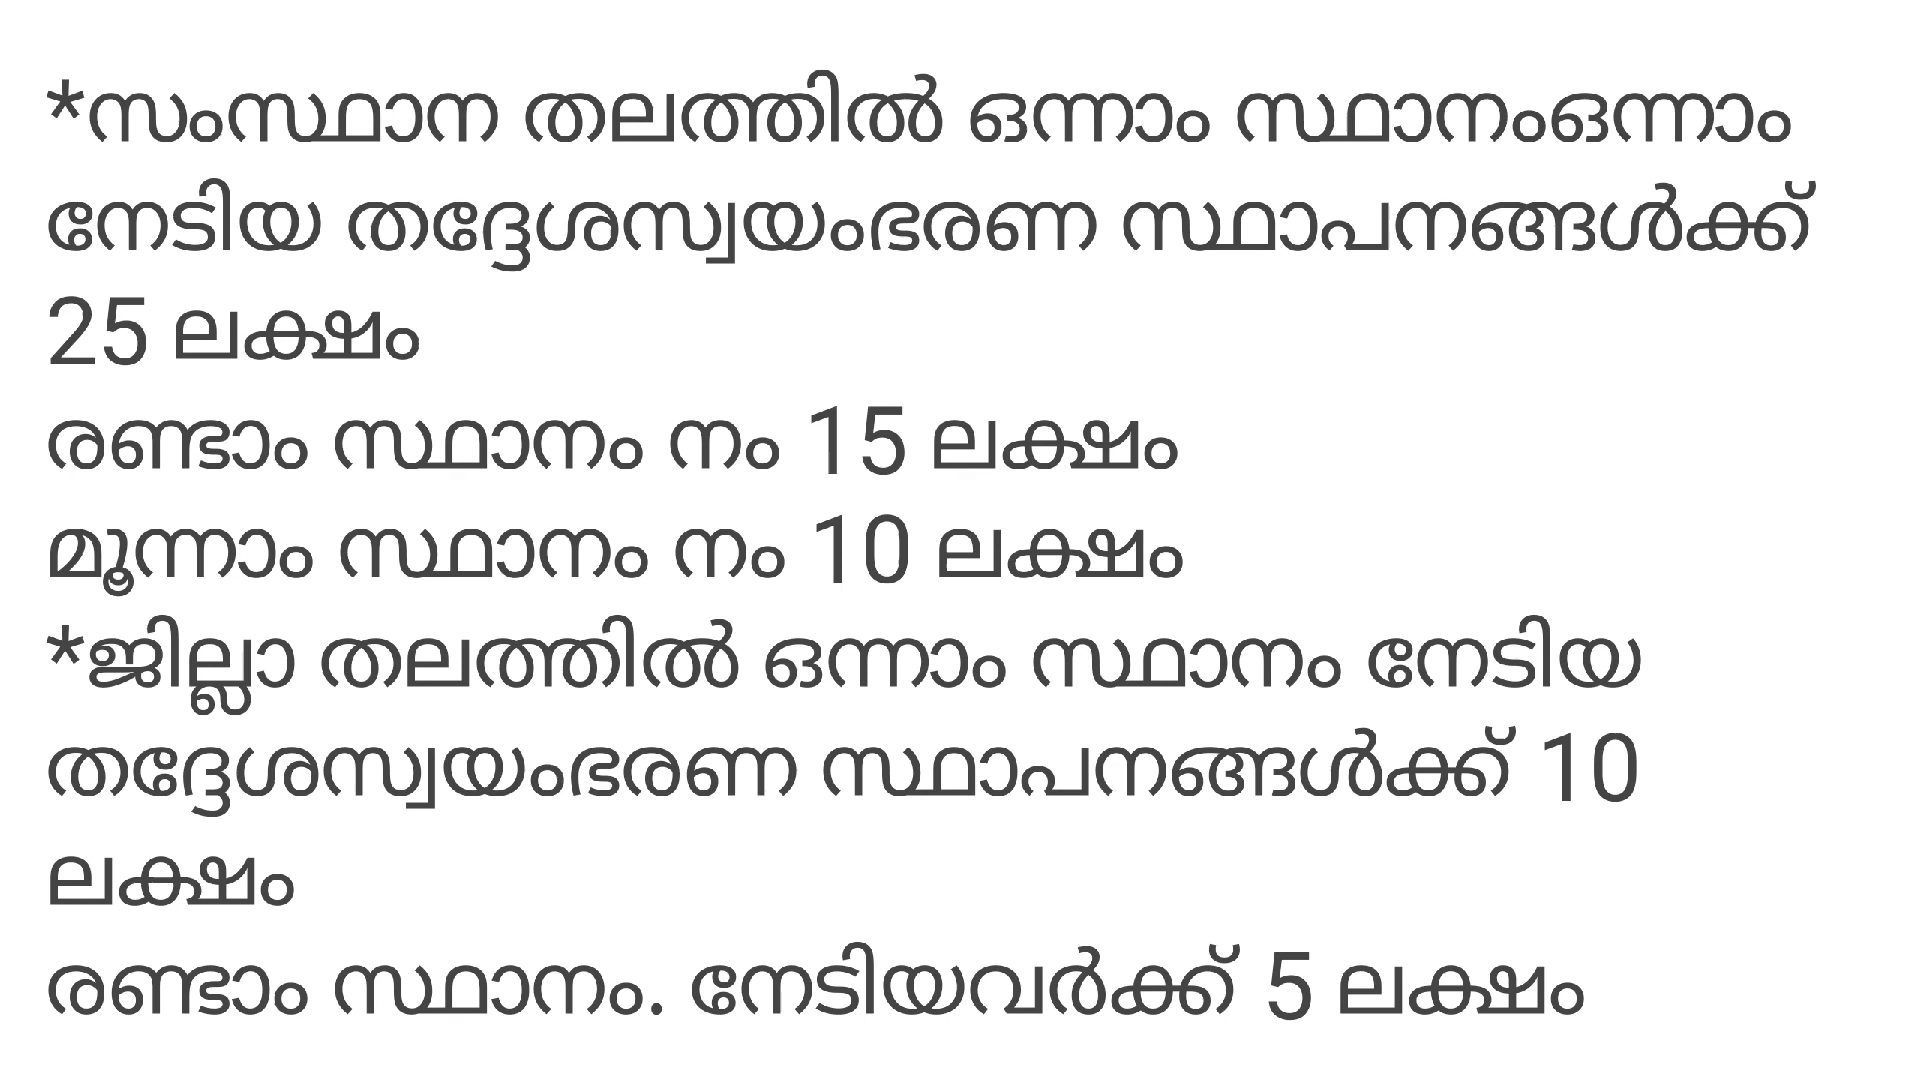 *സംസ്ഥാന തലത്തിൽ ഒന്നാം സ്ഥാനംഒന്നാം
നേടിയ തദ്ദേശസ്വയംഭരണ സ്ഥാപനങ്ങൾക്ക്
25 ലക്ഷം
രണ്ടാം സ്ഥാനം നം 15 ലക്ഷം
മൂന്നാം സ്ഥാനം നം 10 ലക്ഷം
*ജില്ലാ തലത്തിൽ ഒന്നാം സ്ഥാനം നേടിയ
തദ്ദേശസ്വയംഭരണ സ്ഥാപനങ്ങൾക്ക് 10
ലക്ഷം
രണ്ടാം സ്ഥാനം. നേടിയവർക്ക് 5 ലക്ഷം